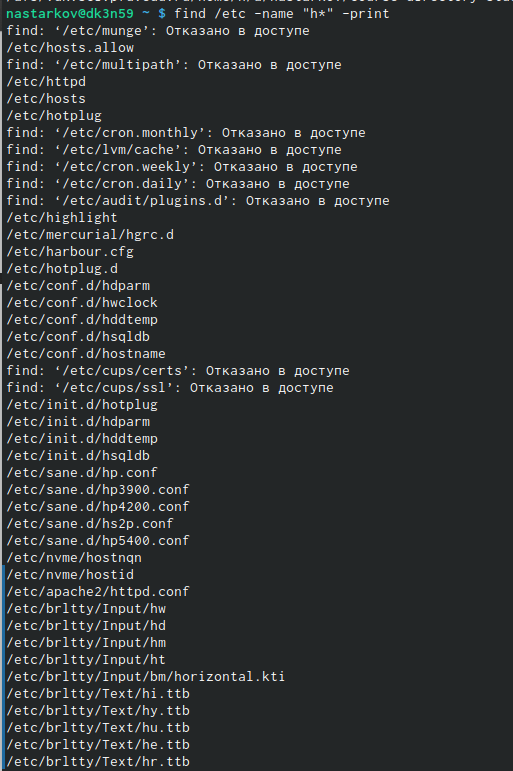 nastarkov@dk3n59 ~ $ find /etc -name "h*" -print
find: ‘/etc/munge’: Отказано в доступе
/etc/hosts.allow
find: ‘/etc/multipath’: Отказано в доступе
/etc/httpd
/etc/hosts
/etc/hotplug
find: ‘/etc/cron.monthly’: Отказано в доступе
find: ‘/etc/lvm/cache’: Отказано в доступе
find: ‘/etc/cron.weekly’: Отказано в доступе
find: ‘/etc/cron.daily’: Отказано в доступе
find: ‘/etc/audit/plugins.d’: Отказано в доступе
/etc/highlight
/etc/mercurial/hgrc.d
/etc/harbour.cfg
/etc/hotplug.d
/etc/conf.d/hdparm
/etc/conf.d/hwclock
/etc/conf.d/hddtemp
/etc/conf.d/hsqldb
/etc/conf.d/hostname
find: ‘/etc/cups/certs’: Отказано в доступе
find: ‘/etc/cups/ssl’: Отказано в доступе
/etc/init.d/hotplug
/etc/init.d/hdparm
/etc/init.d/hddtemp
/etc/init.d/hsqldb
/etc/sane.d/hp.conf
/etc/sane.d/hp3900.conf
/etc/sane.d/hp4200.conf
/etc/sane.d/hs2p.conf
/etc/sane.d/hp5400.conf
/etc/nvme/hostnqn
/etc/nvme/hostid
/etc/apache2/httpd.conf
/etc/brltty/Input/hw
/etc/brltty/Input/hd
/etc/brltty/Input/hm
/etc/brltty/Input/ht
/etc/brltty/Input/bm/horizontal.kti
/etc/brltty/Text/hi.ttb
/etc/brltty/Text/hy.ttb
/etc/brltty/Text/hu.ttb
/etc/brltty/Text/he.ttb
/etc/brltty/Text/hr.ttb